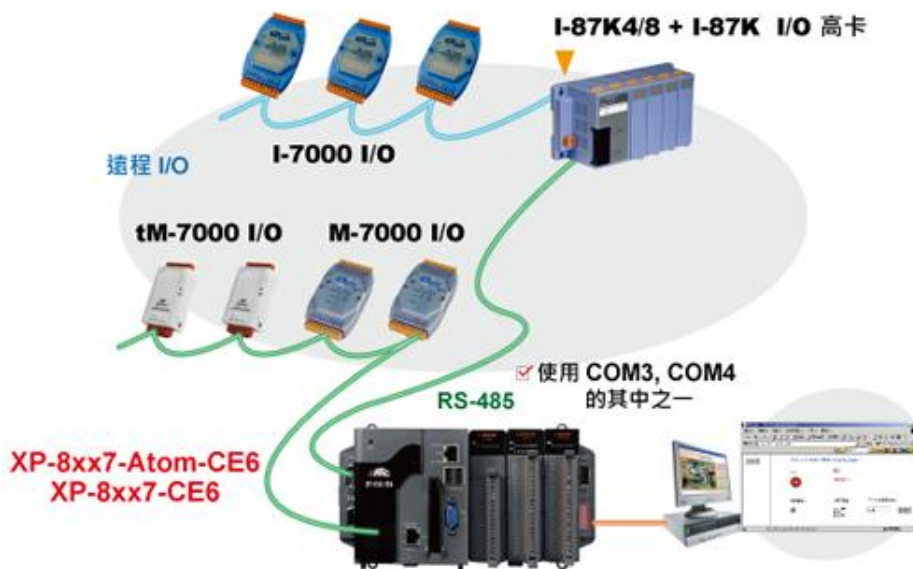 I-87K4/8 + I-87K I/O 高卡
I-7000 I/O
遠程 I/O
tM-7000 I/O
M-7000 I/O
使用 COM3, COM4
的其中之一
RS-485
XP-8xx7-Atom-CE6
XP-8xx7-CE6